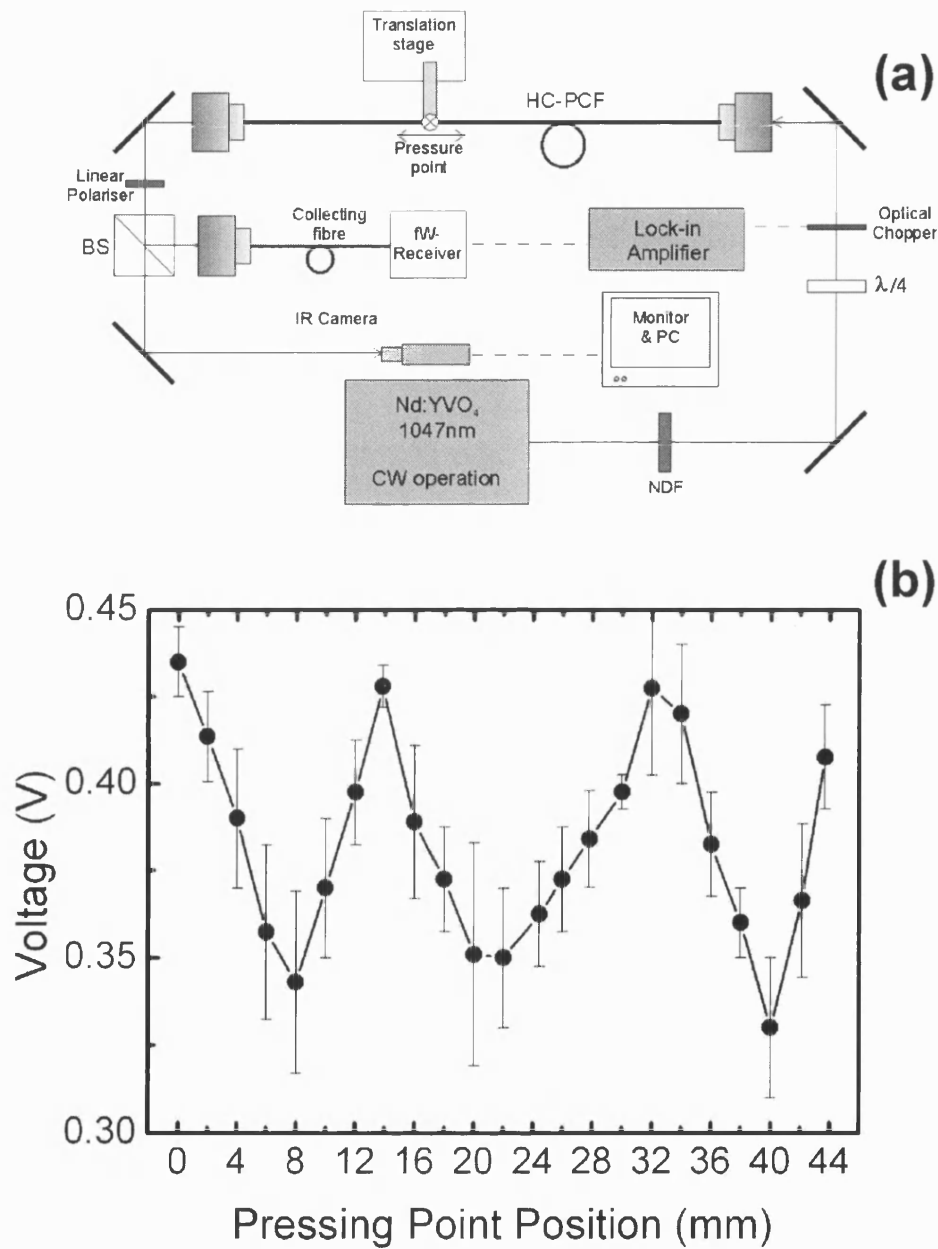 Translation
stage
(a)
HC-PCF
Pressure
point
Linear
Polariser
BS
Collecting
fibre
fW-
Receiver
Lock-in
Amplifier
Optical
Chopper
λ/4
IR Camera
Monitor
& PC
Nd:YVO4
1047nm
CW operation
NDF
(b)
0.45
0.40
0.35
0.30
Voltage (V)
0 4 8 12 16 20 24 28 32 36 40 44
Pressing Point Position (mm)